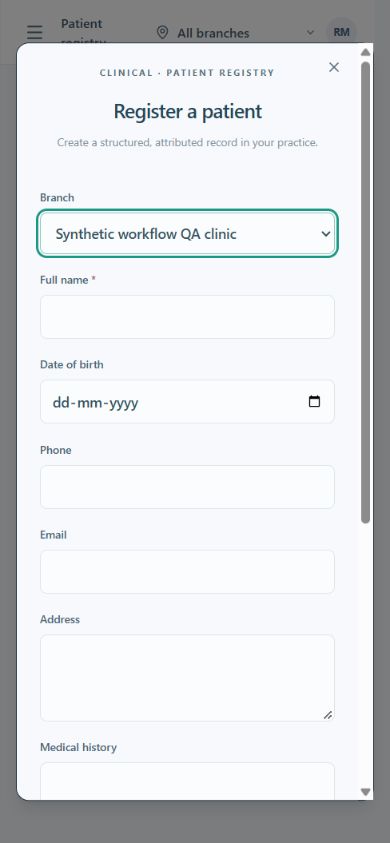 Patient
registry
All branches
RM
CLINICAL · PATIENT REGISTRY
Register a patient
Create a structured, attributed record in your practice.
Branch
Synthetic workflow QA clinic
Full name *
Date of birth
dd-mm-yyyy
Phone
Email
Address
Medical history